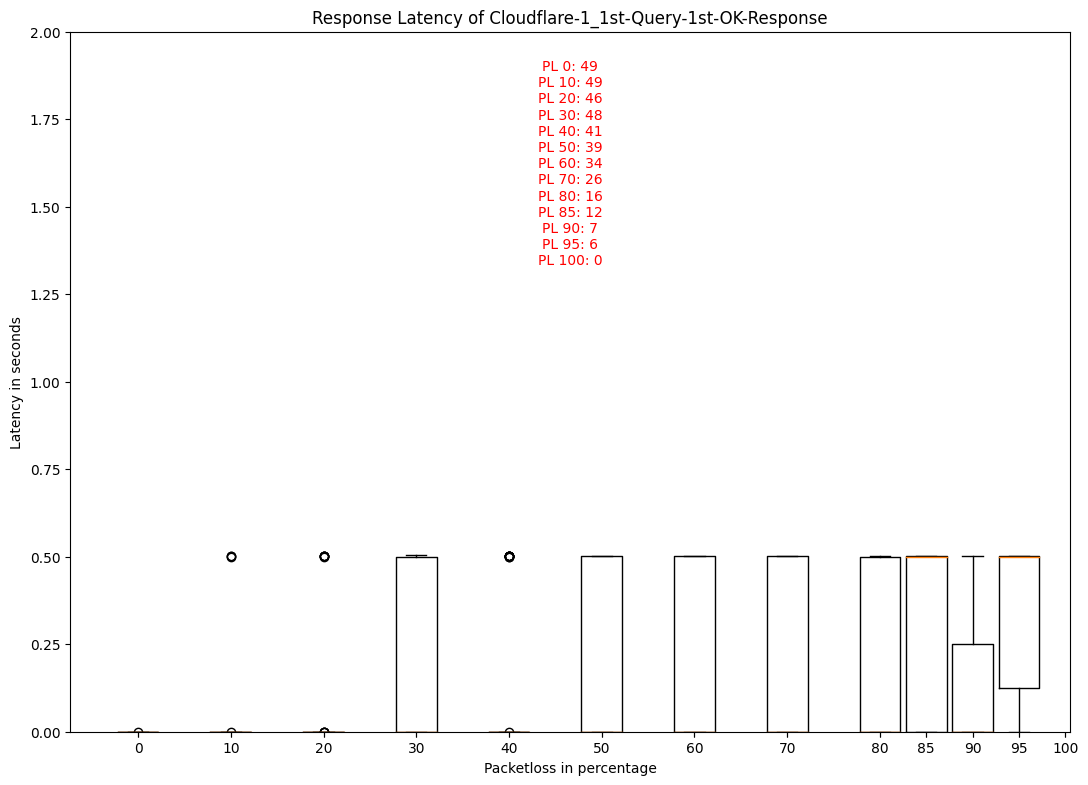 Response Latency of Cloudflare-1_1st-Query-1st-OK-Response
2.00
1.75
1.50
1.25
1.00
0.75
0.50
0.25
0.00
Latency in seconds
PL 0: 49
PL 10: 49
PL 20: 46
PL 30: 48
PL 40: 41
PL 50: 39
PL 60: 34
PL 70: 26
PL 80: 16
PL 85: 12
PL 90: 7
PL 95: 6
PL 100: 0
0 10 20 30 40 50 60 70 80 85 90 95 100
Packetloss in percentage